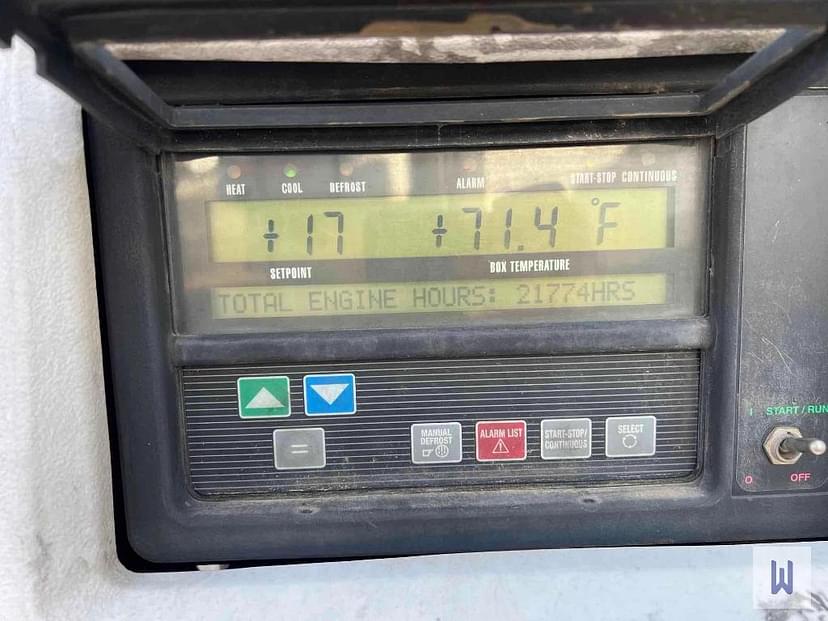 HEAT COOL DEFROST ALARM START-STOP CONTINUOUS
+17 +71.4 °F
SETPOINT BOX TEMPERATURE
TOTAL ENGINE HOURS: 21774HRS
I START / RUN
MANUAL DEFROST
ALARM LIST
START-STOP/ CONTINUOUS
SELECT
=
O OFF
W